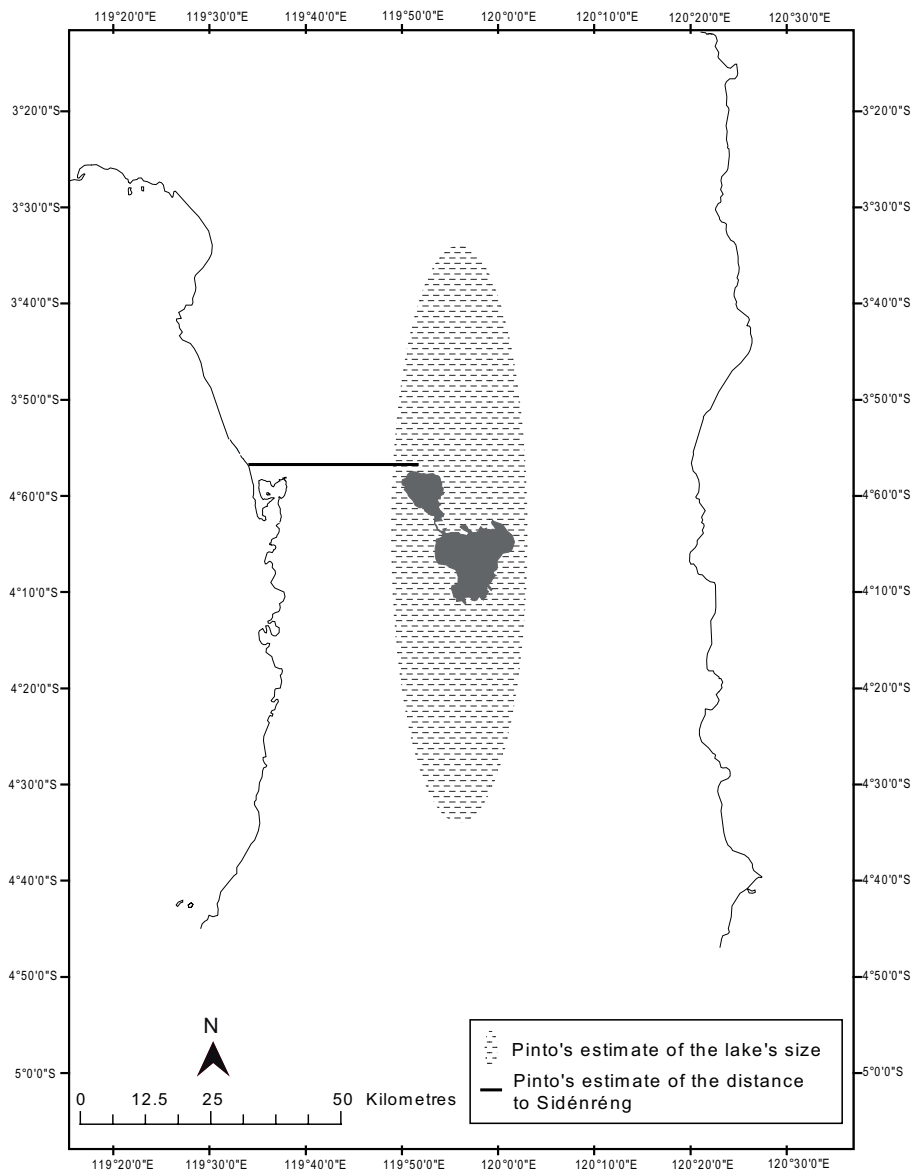 119°20'0"E 119°30'0"E 119°40'0"E 119°50'0"E 120°0'0"E 120°10'0"E 120°20'0"E 120°30'0"E
3°20'0"S 3°20'0"S
3°30'0"S 3°30'0"S
3°40'0"S 3°40'0"S
3°50'0"S 3°50'0"S
4°60'0"S 4°60'0"S
4°10'0"S 4°10'0"S
4°20'0"S 4°20'0"S
4°30'0"S 4°30'0"S
4°40'0"S 4°40'0"S
4°50'0"S 4°50'0"S
N
Pinto's estimate of the lake's size
5°0'0"S 5°0'0"S
Pinto's estimate of the distance
to Sidénréng
0 12.5 25 50 Kilometres
119°20'0"E 119°30'0"E 119°40'0"E 119°50'0"E 120°0'0"E 120°10'0"E 120°20'0"E 120°30'0"E